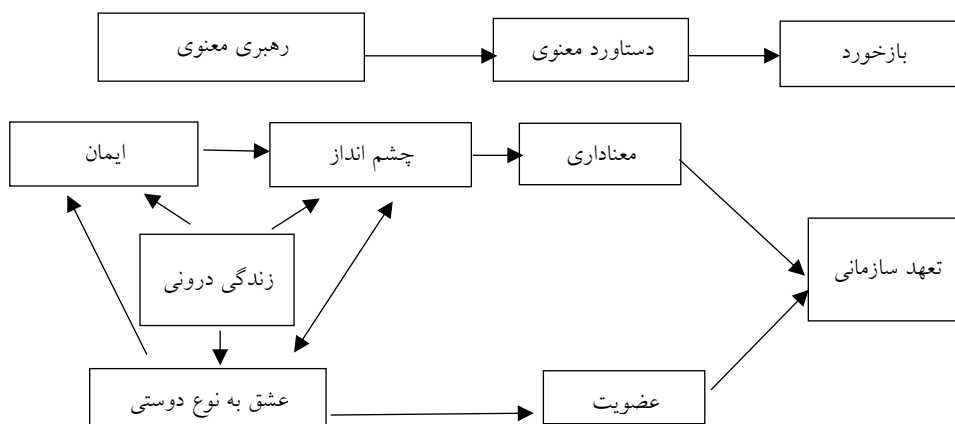 رهبری معنوی
دستاورد معنوی
بازخورد
ایمان
چشم انداز
معناداری
زندگی درونی
تعهد سازمانی
عشق به نوع دوستی
عضویت